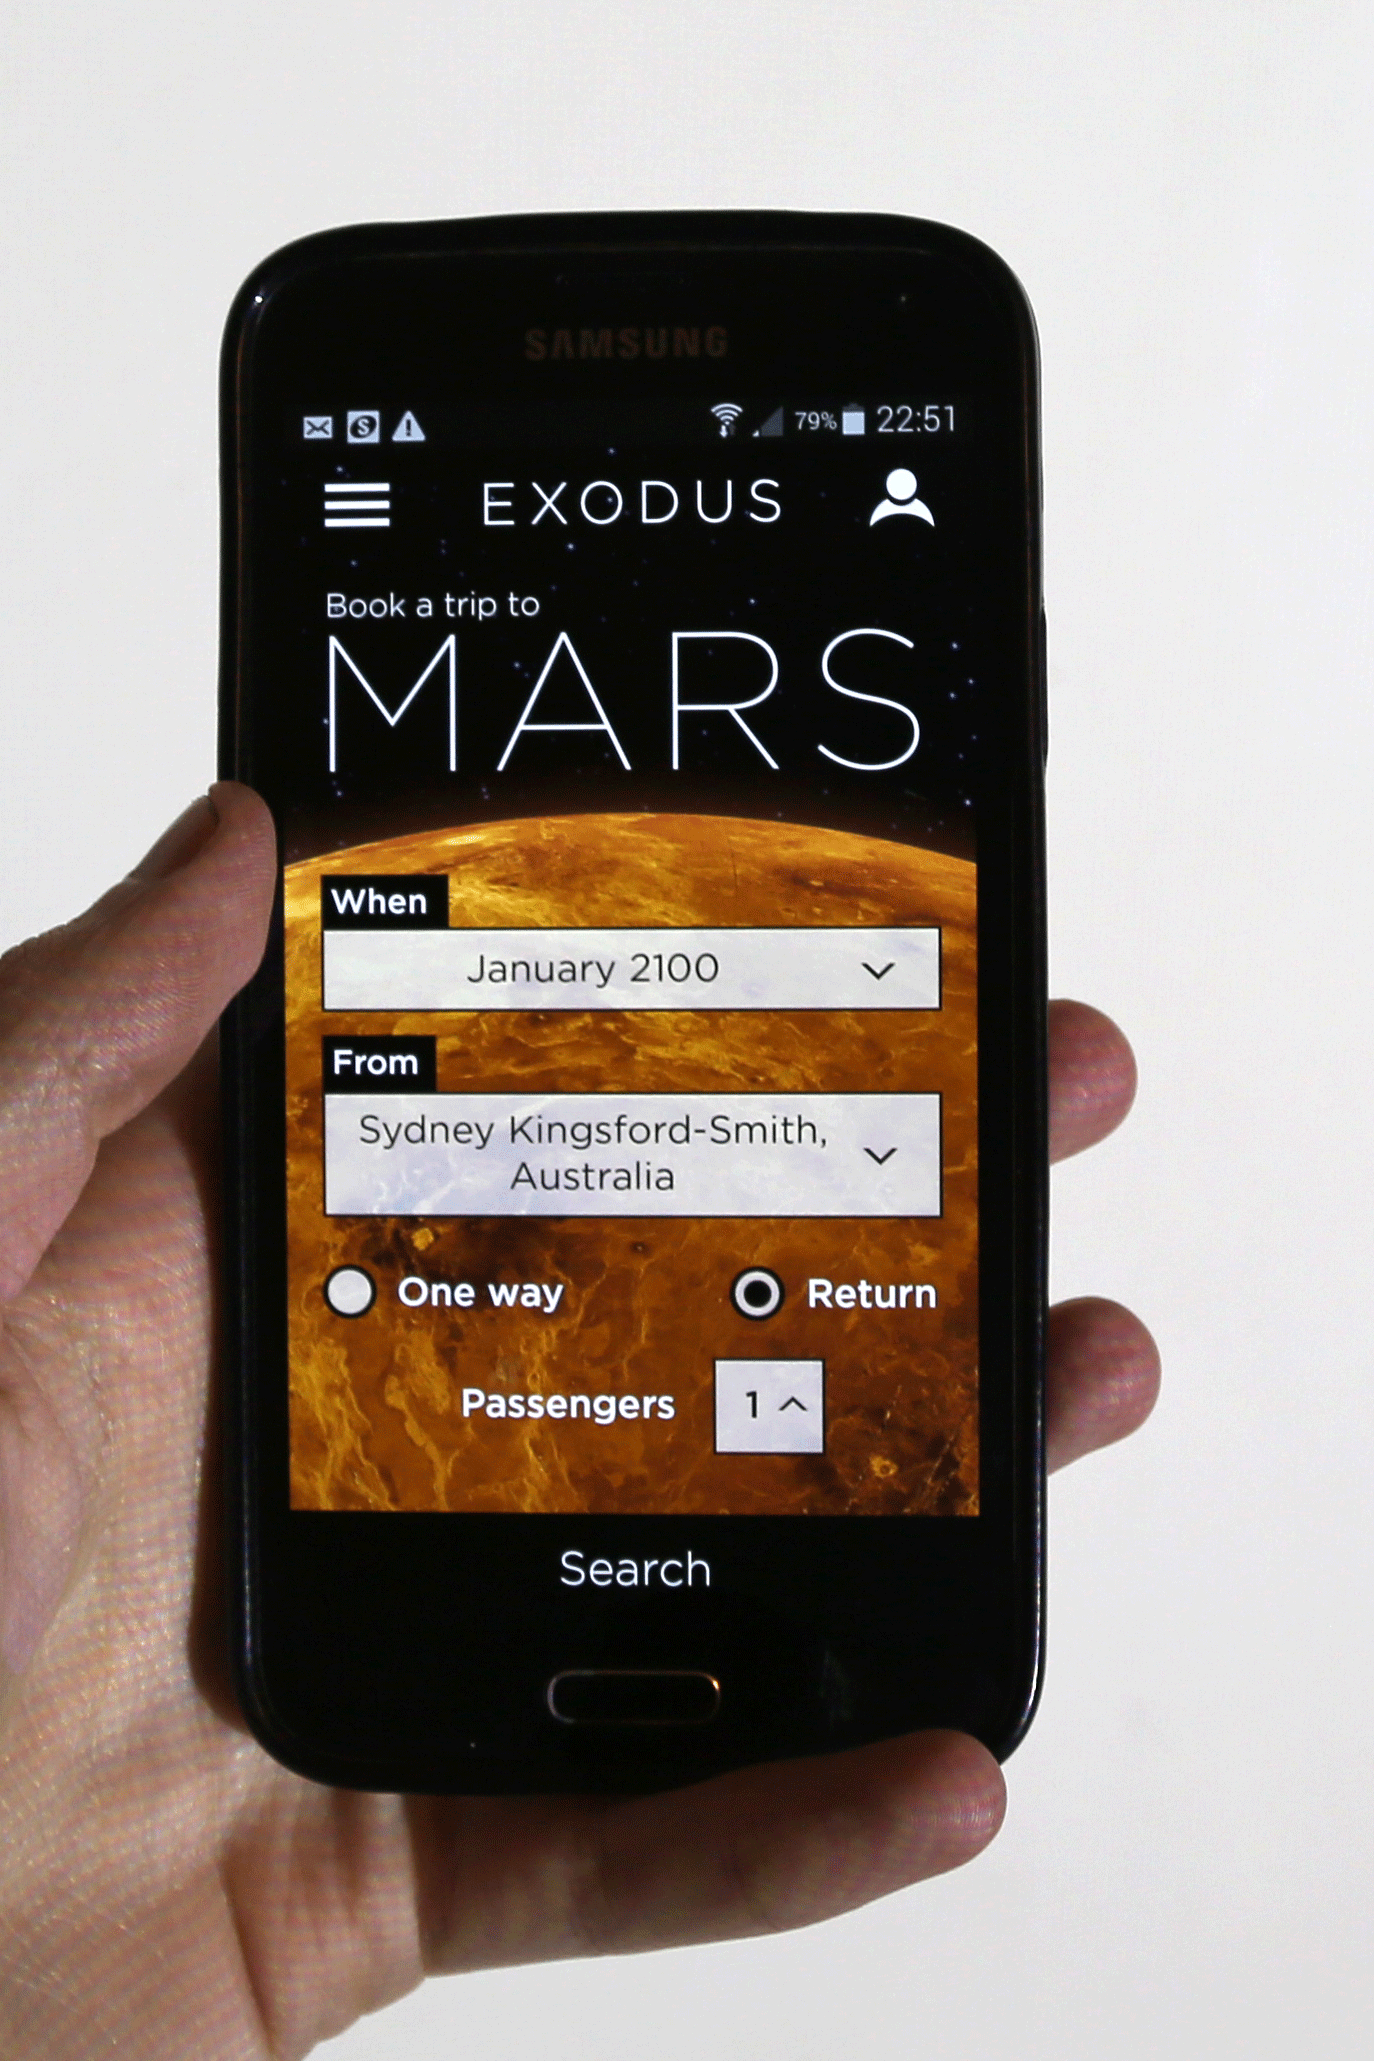 SAMSUNG
79% 22:51
EXODUS
Book a trip to
MARS
When
January 2100
From
Sydney Kingsford-Smith,
Australia
One way Return
Passengers 1
Search